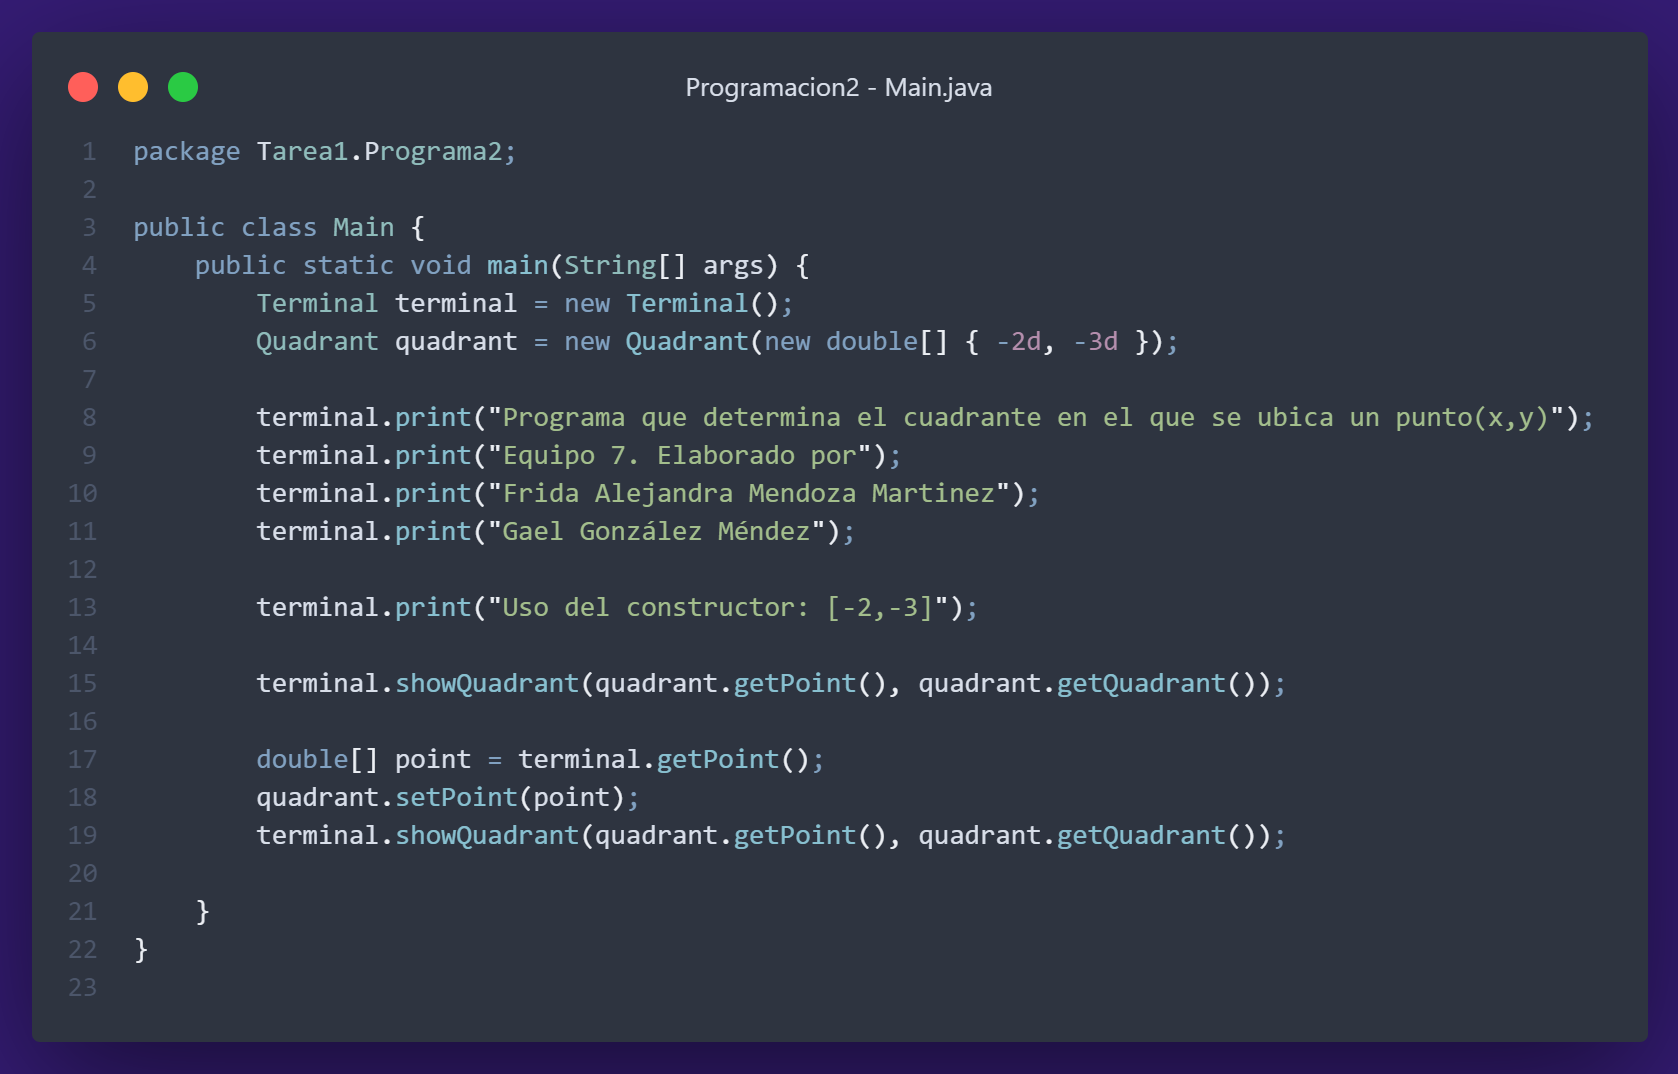 Programacion2 - Main.java
1 package Tarea1.Programa2;
2
3 public class Main {
4     public static void main(String[] args) {
5         Terminal terminal = new Terminal();
6         Quadrant quadrant = new Quadrant(new double[] { -2d, -3d });
7
8         terminal.print("Programa que determina el cuadrante en el que se ubica un punto(x,y)");
9         terminal.print("Equipo 7. Elaborado por");
10         terminal.print("Frida Alejandra Mendoza Martinez");
11         terminal.print("Gael González Méndez");
12
13         terminal.print("Uso del constructor: [-2,-3]");
14
15         terminal.showQuadrant(quadrant.getPoint(), quadrant.getQuadrant());
16
17         double[] point = terminal.getPoint();
18         quadrant.setPoint(point);
19         terminal.showQuadrant(quadrant.getPoint(), quadrant.getQuadrant());
20
21     }
22 }
23